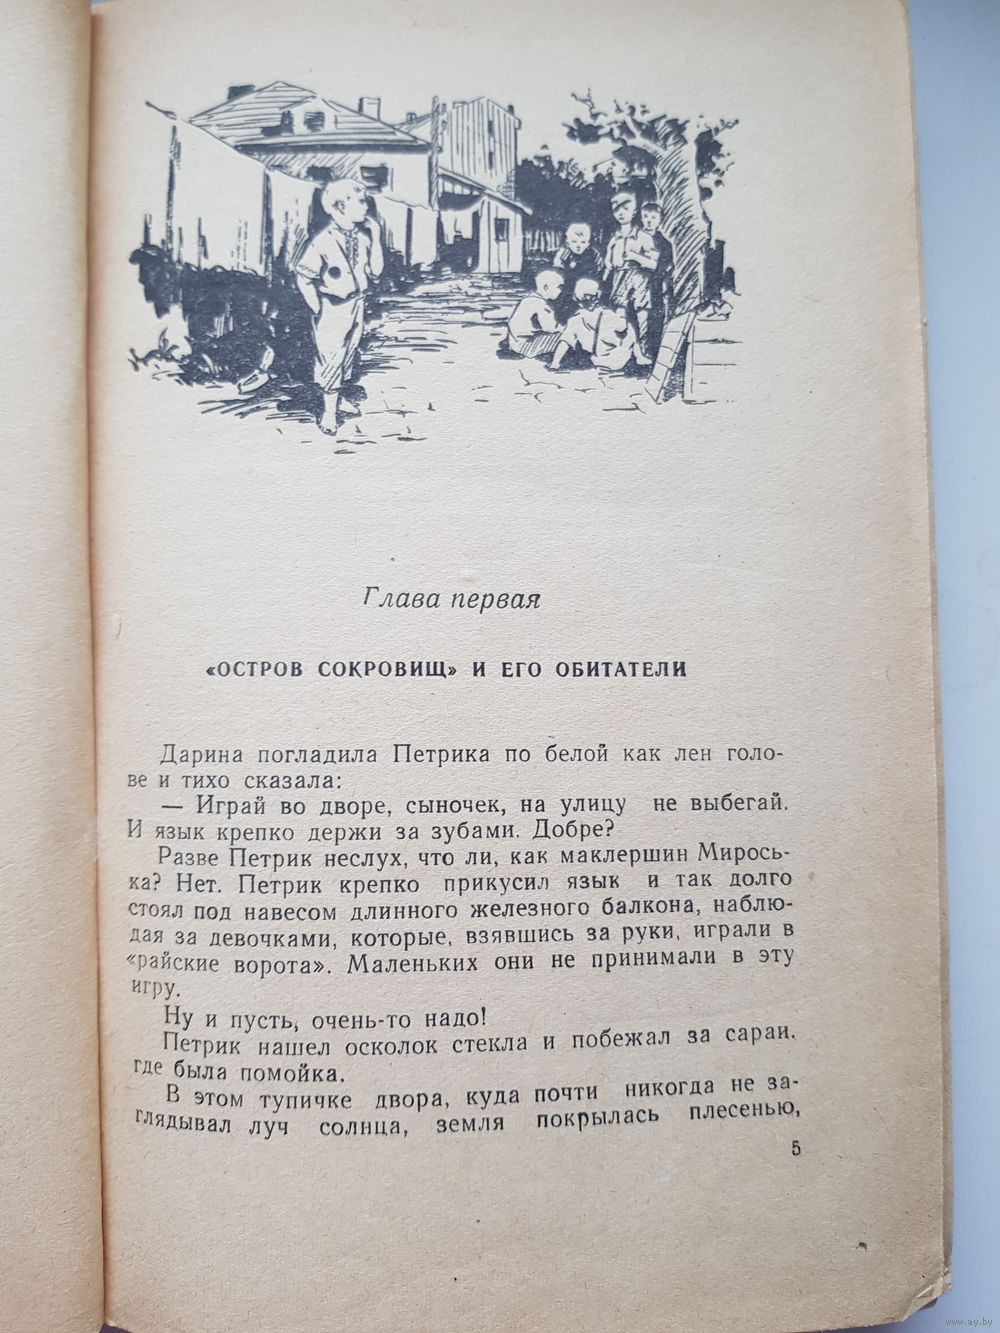 Глава первая
«ОСТРОВ СОКРОВИЩ» И ЕГО ОБИТАТЕЛИ
Дарина погладила Петрика по белой как лен голо-
ве и тихо сказала:
— Играй во дворе, сыночек, на улицу не выбегай.
И язык крепко держи за зубами. Добре?
Разве Петрик неслух, что ли, как маклершин Мирось-
ка? Нет. Петрик крепко прикусил язык и так долго
стоял под навесом длинного железного балкона, наблю-
дая за девочками, которые, взявшись за руки, играли в
«райские ворота». Маленьких они не принимали в эту
игру.
Ну и пусть, очень-то надо!
Петрик нашел осколок стекла и побежал за сараи,
где была помойка.
В этом тупичке двора, куда почти никогда не за-
глядывал луч солнца, земля покрылась плесенью,
5
www.ay.by